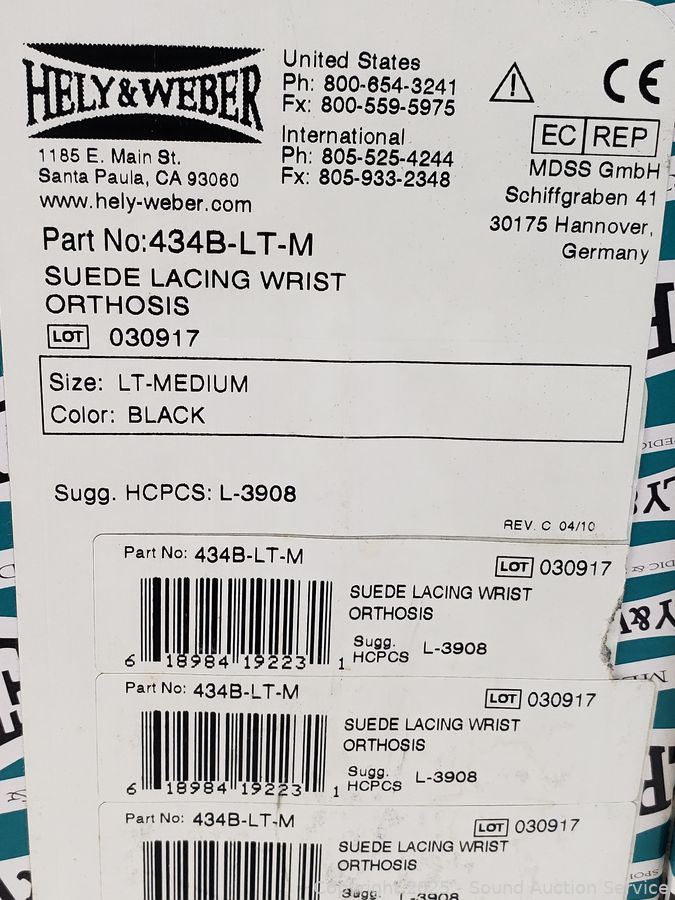 HELY & WEBER
1185 E. Main St.
Santa Paula, CA 93060
www.hely-weber.com
United States
Ph: 800-654-3241
Fx: 800-559-5975
International
Ph: 805-525-4244
Fx: 805-933-2348
CE
EC REP
MDSS GmbH
Schiffgraben 41
30175 Hannover,
Germany
Part No:434B-LT-M
SUEDE LACING WRIST
ORTHOSIS
LOT 030917
Size: LT-MEDIUM
Color: BLACK
Sugg. HCPCS: L-3908
REV. C 04/10
Part No: 434B-LT-M
LOT 030917
SUEDE LACING WRIST
ORTHOSIS
Sugg.
HCPCS L-3908
6 18984 19223 1
Part No: 434B-LT-M
LOT 030917
SUEDE LACING WRIST
ORTHOSIS
Sugg.
HCPCS L-3908
6 18984 19223 1
Part No: 434B-LT-M
LOT 030917
SUEDE LACING WRIST
ORTHOSIS
Sugg. L-3908
Copyright 2025 - Sound Auction Service